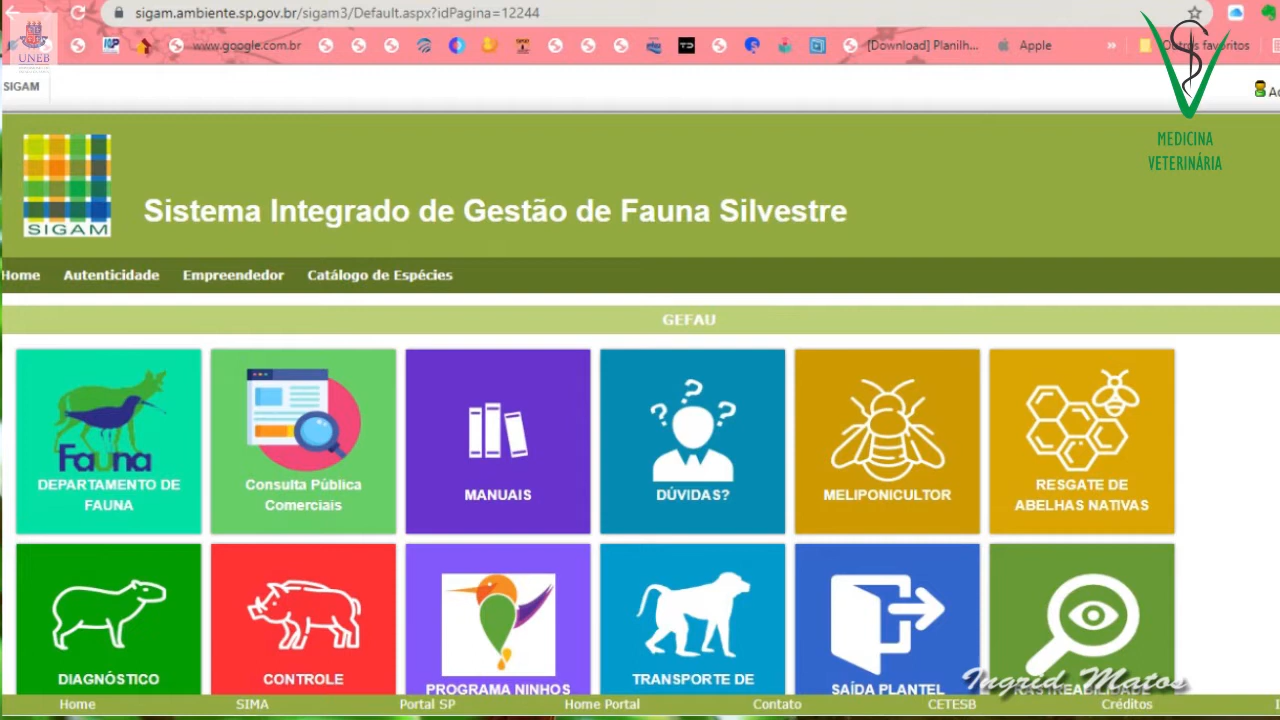 sigam.ambiente.sp.gov.br/sigam3/Default.aspx?idPagina=12244
www.google.com.br
[Download] Planilh...
Apple
»
Outros favoritos
UNEB
SIGAM
MEDICINA
VETERINÁRIA
SIGAM
Sistema Integrado de Gestão de Fauna Silvestre
Home Autenticidade Empreendedor Catálogo de Espécies
GEFAU
Fauna
DEPARTAMENTO DE
FAUNA
Consulta Pública
Comerciais
MANUAIS
DÚVIDAS?
MELIPONICULTOR
RESGATE DE
ABELHAS NATIVAS
DIAGNÓSTICO
CONTROLE
PROGRAMA NINHOS
TRANSPORTE DE
SAÍDA PLANTEL
Ingrid Matos
Home SIMA Portal SP Home Portal Contato CETESB Créditos